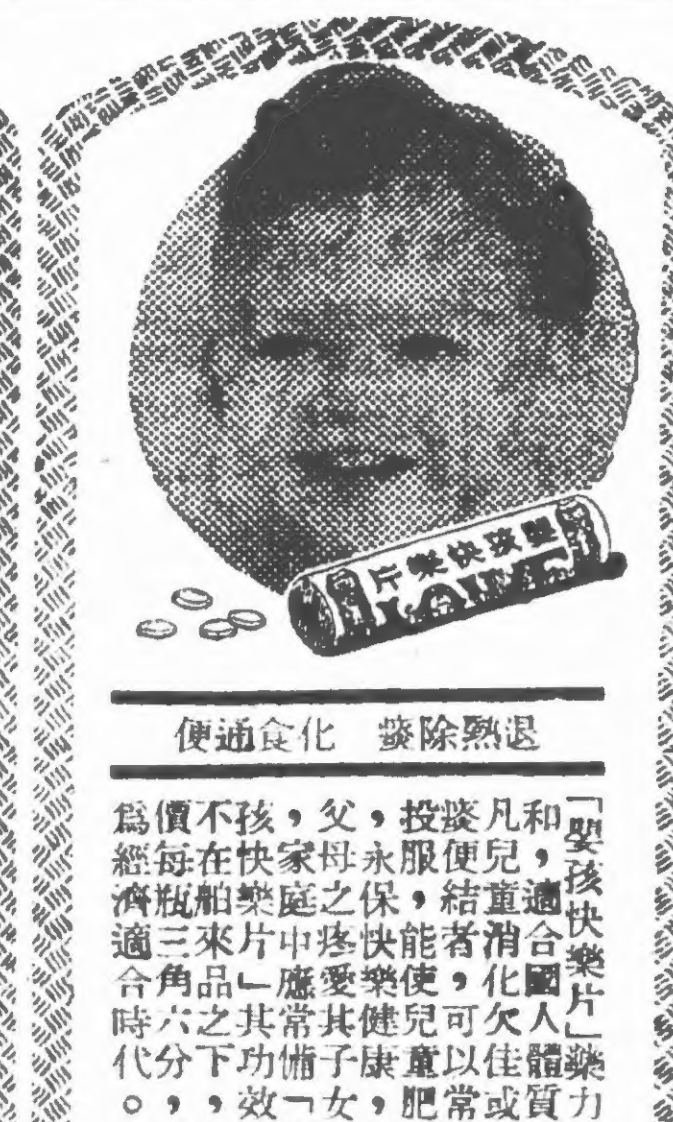 嬰孩快樂片
退熱除痰 化食通便
「嬰孩快樂片」藥力
和，適合國人體質
凡兒童消化欠佳或
痰便結者，可以常
投服，能使兒童肥
，永保快樂健康，
父母之疼愛其子女
，家庭中應常備「
孩快樂片」其功效
不在舶來品之下，
價每瓶三角六分，
爲經濟適合時代。